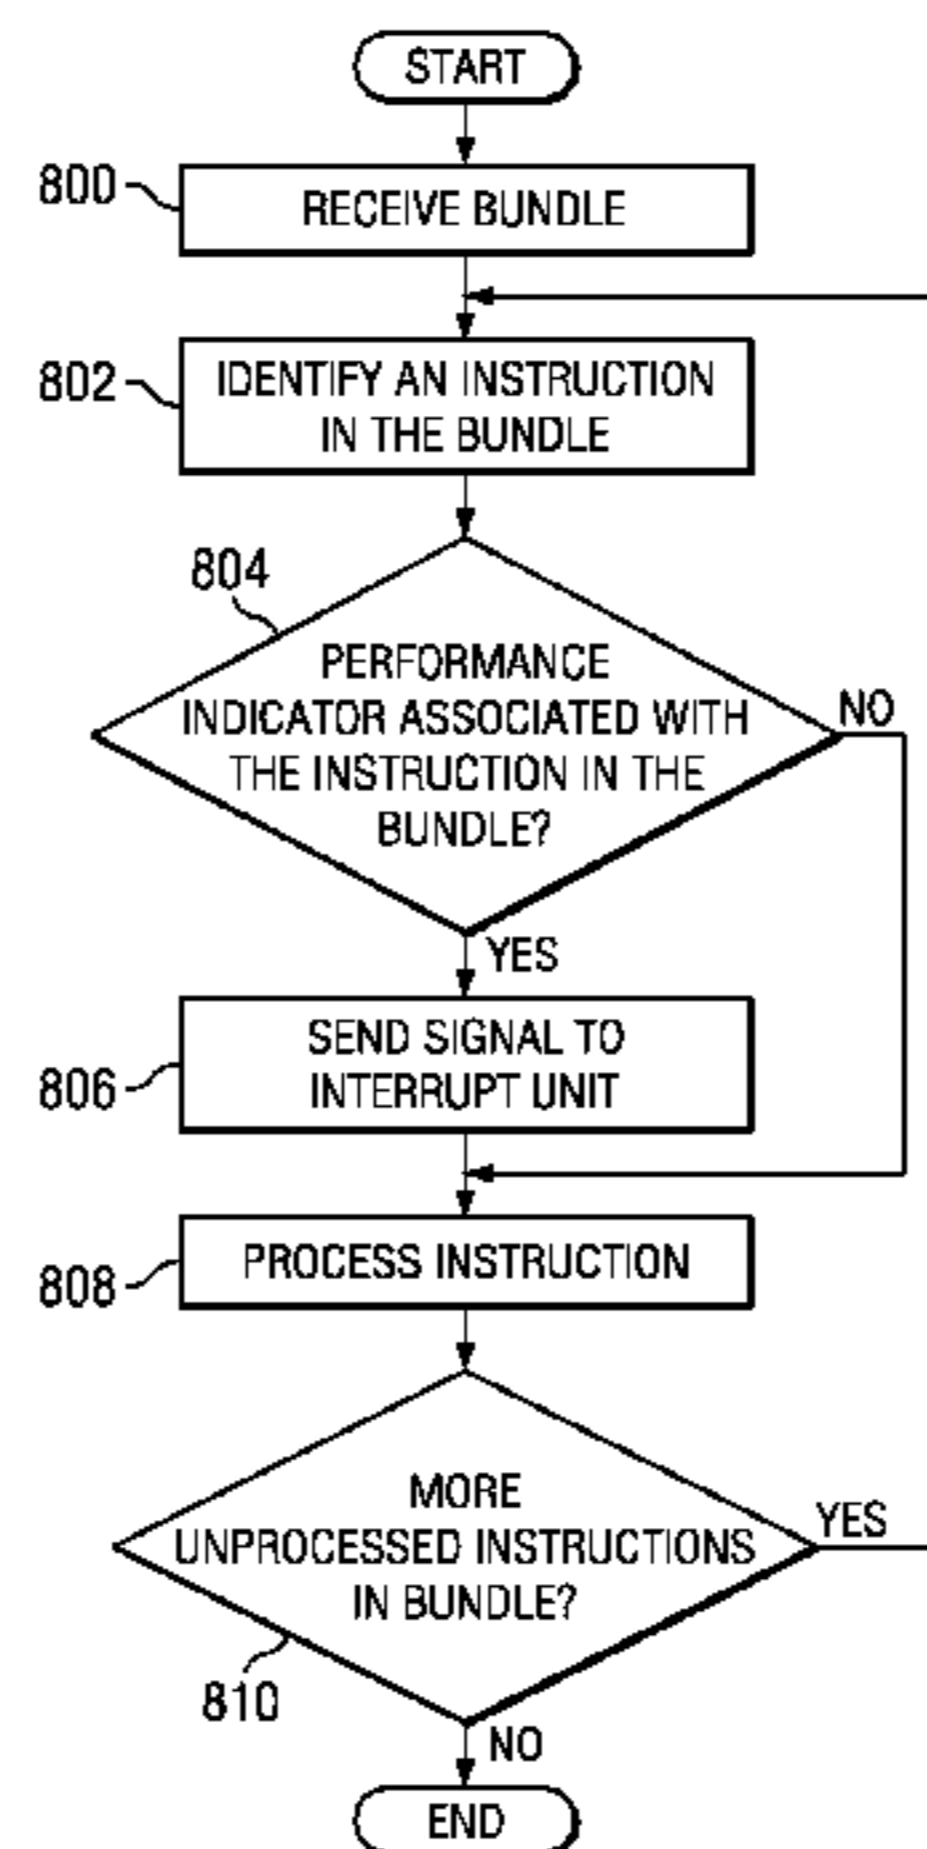 START
800
RECEIVE BUNDLE
802
IDENTIFY AN INSTRUCTION
IN THE BUNDLE
804
PERFORMANCE
INDICATOR ASSOCIATED WITH
THE INSTRUCTION IN THE
BUNDLE?
NO
YES
806
SEND SIGNAL TO
INTERRUPT UNIT
808
PROCESS INSTRUCTION
MORE
UNPROCESSED INSTRUCTIONS
IN BUNDLE?
YES
810
NO
END